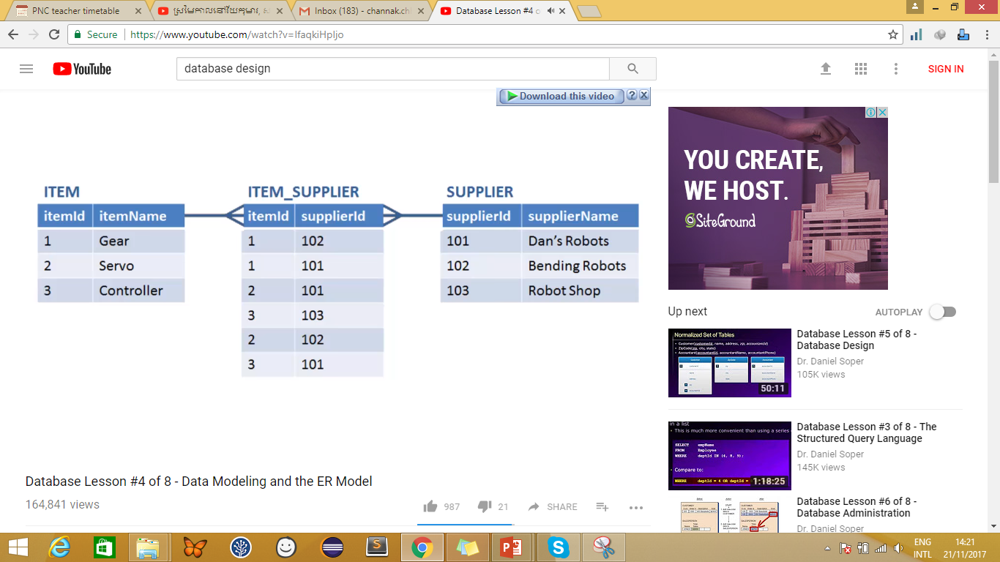 PNC teacher timetable
ស្រមៃកាលនៅវ័យកុមារ, ស
Inbox (183) - channak.ch
Database Lesson #4 o
Secure https://www.youtube.com/watch?v=IfaqkiHpIjo
YouTube
database design
SIGN IN
Download this video
ITEM
itemId itemName
1 Gear
2 Servo
3 Controller
ITEM_SUPPLIER
itemId supplierId
1 102
1 101
2 101
3 103
2 102
3 101
SUPPLIER
supplierId supplierName
101 Dan's Robots
102 Bending Robots
103 Robot Shop
YOU CREATE,
WE HOST.
SiteGround
Up next
AUTOPLAY
Normalized Set of Tables
50:11
Database Lesson #5 of 8 -
Database Design
Dr. Daniel Soper
105K views
in a list
This is much more convenient than using a series
SELECT empName
FROM Employee
WHERE deptId IN (4, 8, 9);
Compare to:
WHERE deptId = 4 OR deptId =
1:18:25
Database Lesson #3 of 8 - The
Structured Query Language
Dr. Daniel Soper
145K views
Database Lesson #6 of 8 -
Database Administration
Dr. Daniel Soper
Database Lesson #4 of 8 - Data Modeling and the ER Model
164,841 views
987
21
SHARE
ENG
INTL
14:21
21/11/2017